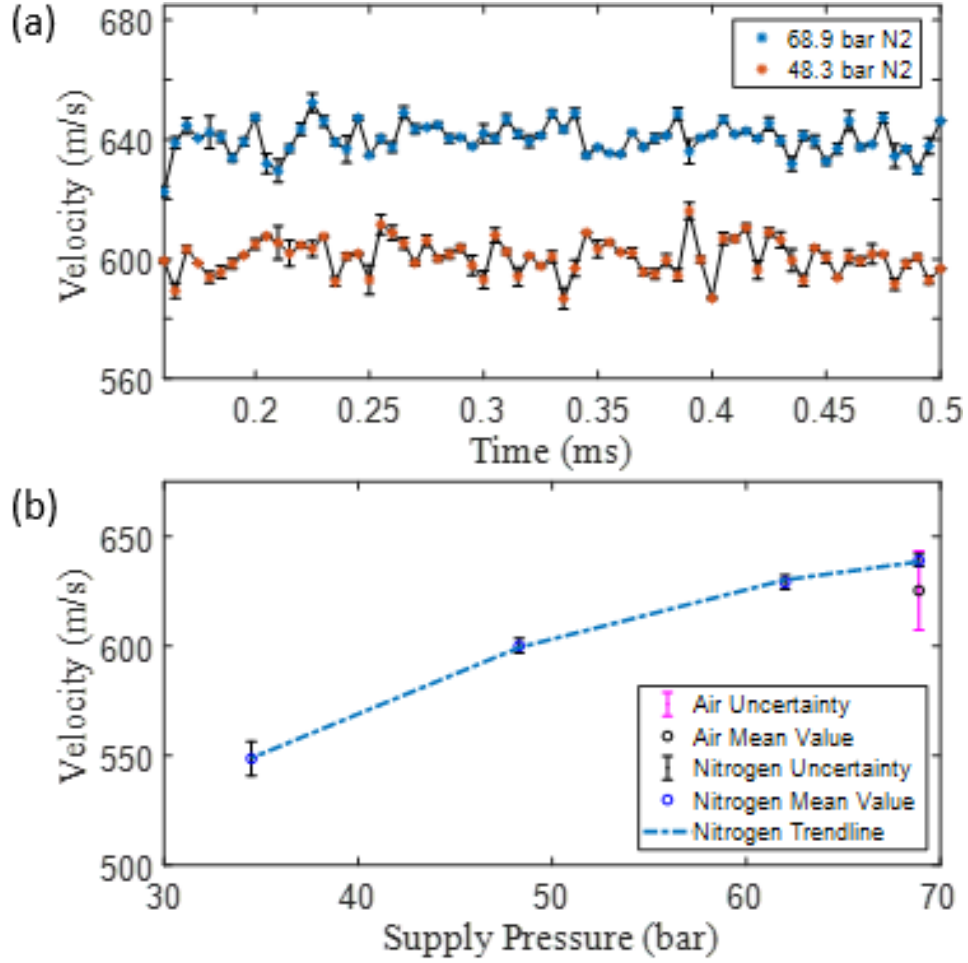 (a)
Velocity (m/s)
680
640
600
560
68.9 bar N2
48.3 bar N2
0.2 0.25 0.3 0.35 0.4 0.45 0.5
Time (ms)
(b)
Velocity (m/s)
650
600
550
500
Air Uncertainty
Air Mean Value
Nitrogen Uncertainty
Nitrogen Mean Value
Nitrogen Trendline
30 40 50 60 70
Supply Pressure (bar)